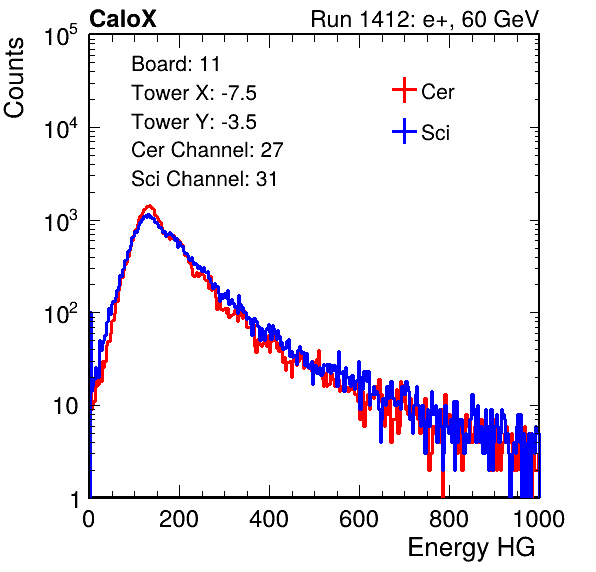 CaloX Run 1412: e+, 60 GeV
Counts
Board: 11
Tower X: -7.5
Tower Y: -3.5
Cer Channel: 27
Sci Channel: 31
Cer
Sci
10^5
10^4
10^3
10^2
10
1
0 200 400 600 800 1000
Energy HG